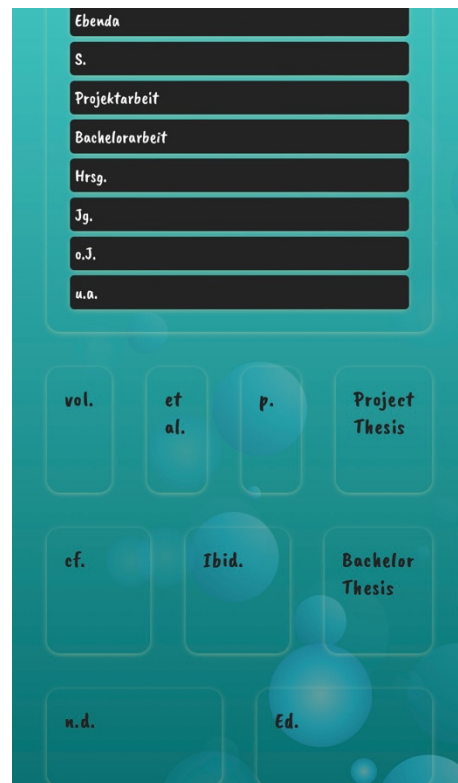 Ebenda
S.
Projektarbeit
Bachelorarbeit
Hrsg.
Jg.
o.J.
u.a.
vol.
et
al.
p.
Project
Thesis
cf.
Ibid.
Bachelor
Thesis
n.d.
Ed.